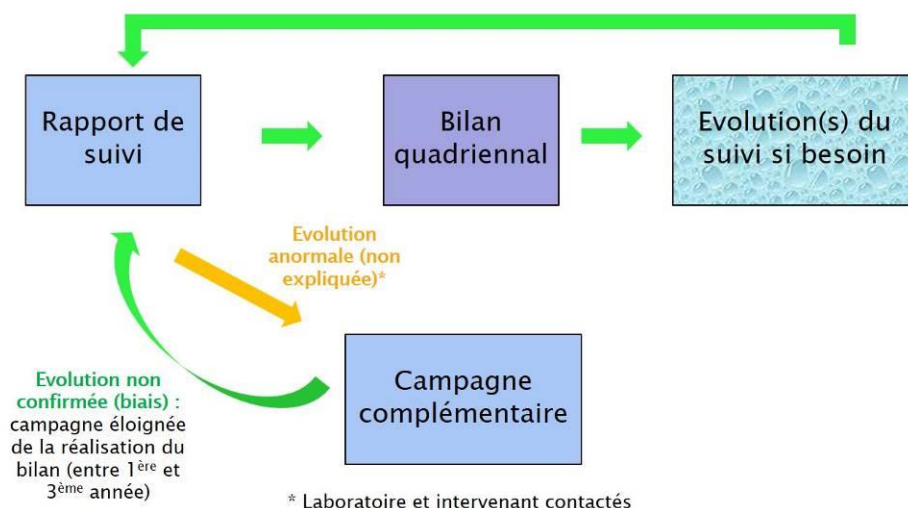 Rapport de
suivi
Bilan
quadriennal
Evolution(s) du
suivi si besoin
Evolution
anormale (non
expliquée)*
Campagne
complémentaire
Evolution non
confirmée (biais) :
campagne éloignée
de la réalisation du
bilan (entre 1ère et
3ème année)
* Laboratoire et intervenant contactés